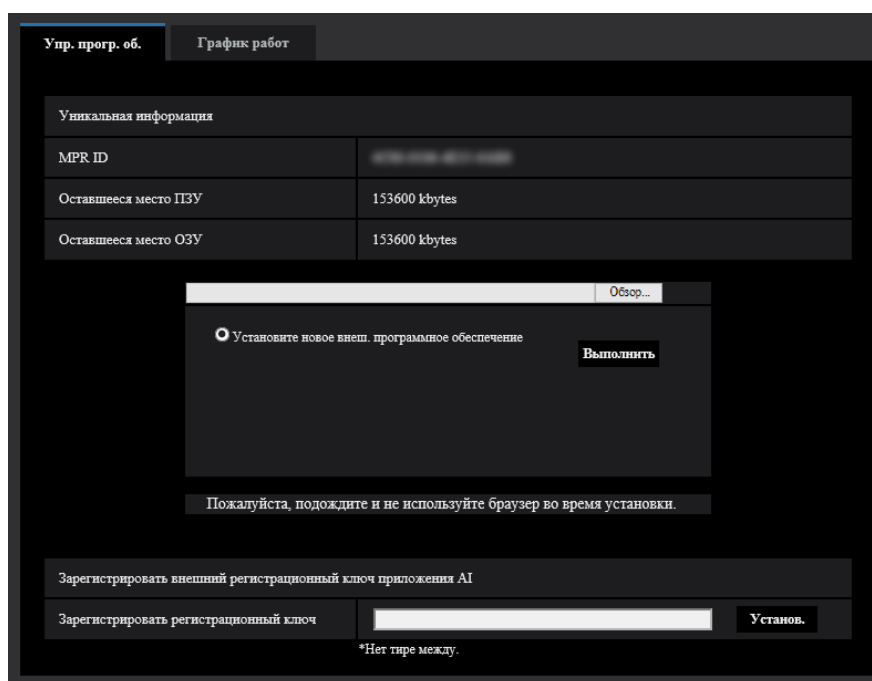 Упр. прогр. об. График работ
Уникальная информация
MPR ID
Оставшееся место ПЗУ 153600 kbytes
Оставшееся место ОЗУ 153600 kbytes
Обзор...
Установите новое внеш. программное обеспечение
Выполнить
Пожалуйста, подождите и не используйте браузер во время установки.
Зарегистрировать внешний регистрационный ключ приложения AI
Зарегистрировать регистрационный ключ Установ.
*Нет тире между.